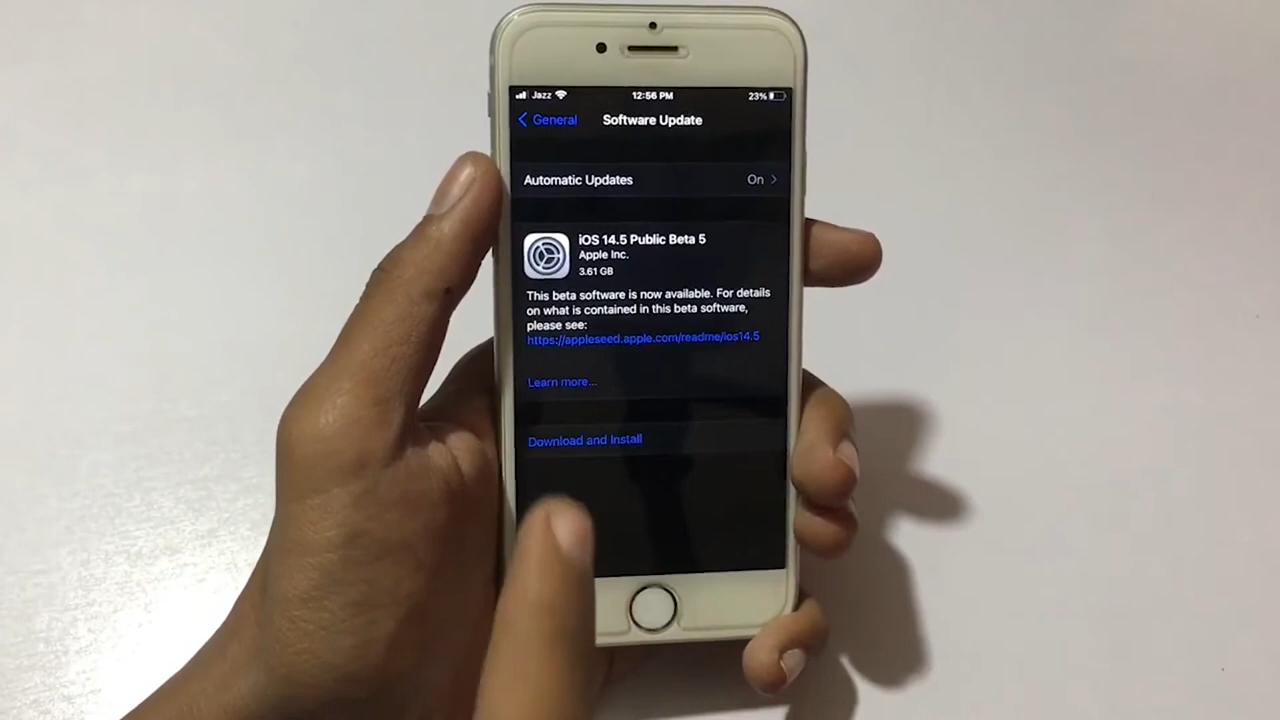 Jazz 12:56 PM 23%
General Software Update
Automatic Updates On
iOS 14.5 Public Beta 5
Apple Inc.
3.61 GB
This beta software is now available. For details
on what is contained in this beta software,
please see:
https://appleseed.apple.com/readme/ios14.5
Learn more...
Download and Install